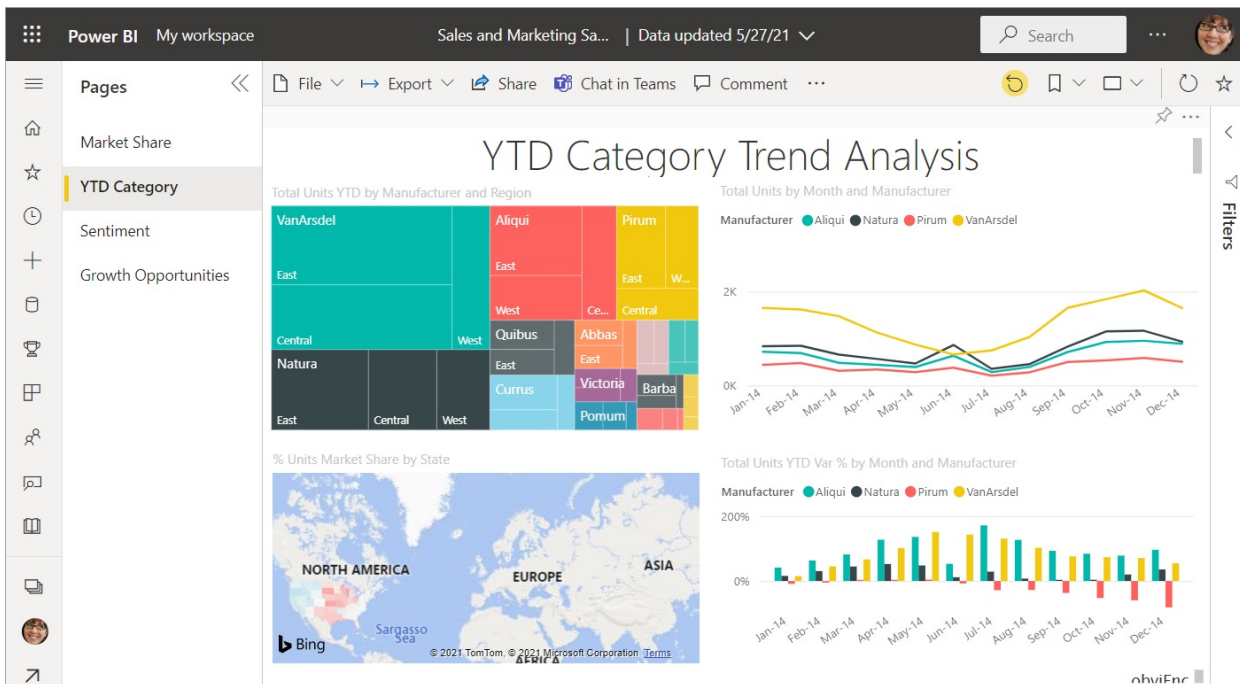 Power BI My workspace Sales and Marketing Sa... | Data updated 5/27/21 Search
Pages
File Export Share Chat in Teams Comment
Market Share
YTD Category
Sentiment
Growth Opportunities
Filters
YTD Category Trend Analysis
Total Units YTD by Manufacturer and Region
VanArsdel
East
Central
West
Aliqui
East
West
Ce...
Pirum
East
W...
Central
Natura
East
Central
West
Quibus
East
Currus
Abbas
East
Victoria
Pomum
Barba
Total Units by Month and Manufacturer
Manufacturer Aliqui Natura Pirum VanArsdel
2K
0K
Jan-14 Feb-14 Mar-14 Apr-14 May-14 Jun-14 Jul-14 Aug-14 Sep-14 Oct-14 Nov-14 Dec-14
% Units Market Share by State
NORTH AMERICA
EUROPE
ASIA
Sargasso
Sea
AFRICA
Bing
© 2021 TomTom, © 2021 Microsoft Corporation Terms
Total Units YTD Var % by Month and Manufacturer
Manufacturer Aliqui Natura Pirum VanArsdel
200%
0%
Jan-14 Feb-14 Mar-14 Apr-14 May-14 Jun-14 Jul-14 Aug-14 Sep-14 Oct-14 Nov-14 Dec-14